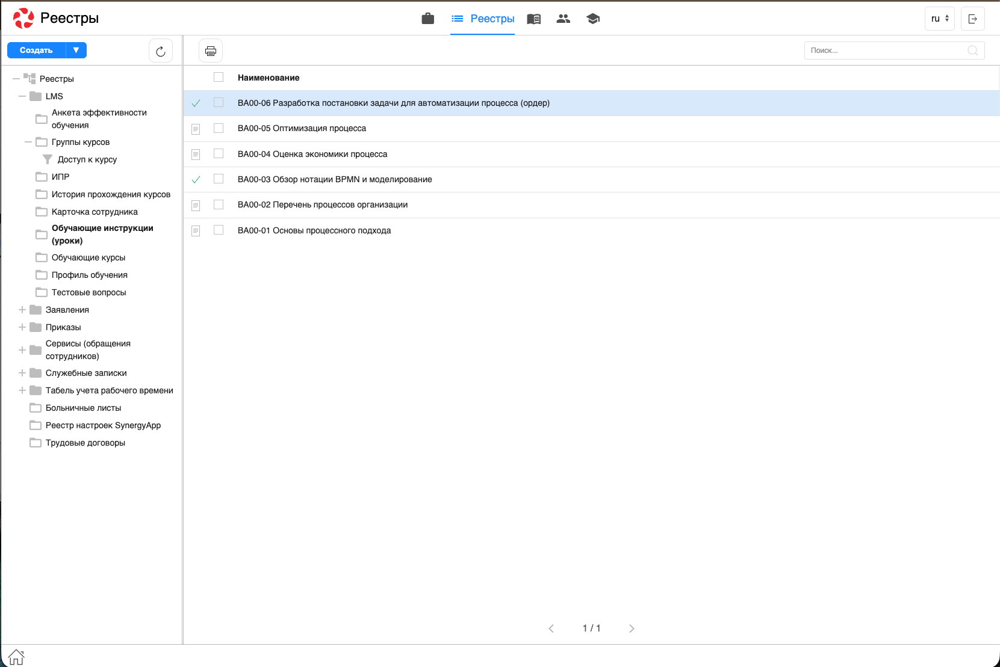 Реестры
Реестры
ru
Создать
Поиск...
Реестры
LMS
Анкета эффективности
обучения
Группы курсов
Доступ к курсу
ИПР
История прохождения курсов
Карточка сотрудника
Обучающие инструкции
(уроки)
Обучающие курсы
Профиль обучения
Тестовые вопросы
Заявления
Приказы
Сервисы (обращения
сотрудников)
Служебные записки
Табель учета рабочего времени
Больничные листы
Реестр настроек SynergyApp
Трудовые договоры
Наименование
BA00-06 Разработка постановки задачи для автоматизации процесса (ордер)
BA00-05 Оптимизация процесса
BA00-04 Оценка экономики процесса
BA00-03 Обзор нотации BPMN и моделирование
BA00-02 Перечень процессов организации
BA00-01 Основы процессного подхода
1 / 1